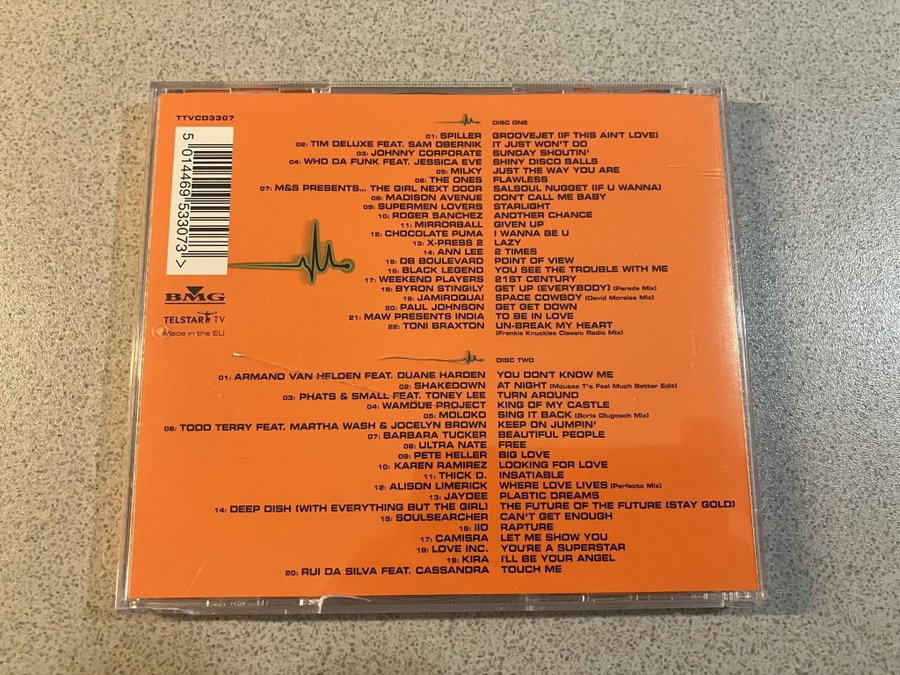 TTVCD3307
5 014469 533073 >
BMG
TELSTAR TV
Made in the EU
DISC ONE
01: SPILLER GROOVEJET (IF THIS AIN'T LOVE)
02: TIM DELUXE FEAT. SAM OBERNIK IT JUST WON'T DO
03: JOHNNY CORPORATE SUNDAY SHOUTIN'
04: WHO DA FUNK FEAT. JESSICA EVE SHINY DISCO BALLS
05: MILKY JUST THE WAY YOU ARE
06: THE ONES FLAWLESS
07: M&S PRESENTS... THE GIRL NEXT DOOR SALSOUL NUGGET (IF U WANNA)
08: MADISON AVENUE DON'T CALL ME BABY
09: SUPERMEN LOVERS STARLIGHT
10: ROGER SANCHEZ ANOTHER CHANCE
11: MIRRORBALL GIVEN UP
12: CHOCOLATE PUMA I WANNA BE U
13: X-PRESS 2 LAZY
14: ANN LEE 2 TIMES
15: DB BOULEVARD POINT OF VIEW
16: BLACK LEGEND YOU SEE THE TROUBLE WITH ME
17: WEEKEND PLAYERS 21ST CENTURY
18: BYRON STINGILY GET UP (EVERYBODY) (Parade Mix)
19: JAMIROQUAI SPACE COWBOY (David Morales Mix)
20: PAUL JOHNSON GET GET DOWN
21: MAW PRESENTS INDIA TO BE IN LOVE
22: TONI BRAXTON UN-BREAK MY HEART
(Frankie Knuckles Classic Radio Mix)
DISC TWO
01: ARMAND VAN HELDEN FEAT. DUANE HARDEN YOU DON'T KNOW ME
02: SHAKEDOWN AT NIGHT (Mousse T's Feel Much Better Edit)
03: PHATS & SMALL FEAT. TONEY LEE TURN AROUND
04: WAMDUE PROJECT KING OF MY CASTLE
05: MOLOKO SING IT BACK (Boris Dlugosch Mix)
06: TODD TERRY FEAT. MARTHA WASH & JOCELYN BROWN KEEP ON JUMPIN'
07: BARBARA TUCKER BEAUTIFUL PEOPLE
08: ULTRA NATE FREE
09: PETE HELLER BIG LOVE
10: KAREN RAMIREZ LOOKING FOR LOVE
11: THICK D. INSATIABLE
12: ALISON LIMERICK WHERE LOVE LIVES (Perfecto Mix)
13: JAYDEE PLASTIC DREAMS
14: DEEP DISH (WITH EVERYTHING BUT THE GIRL) THE FUTURE OF THE FUTURE (STAY GOLD)
15: SOULSEARCHER CAN'T GET ENOUGH
16: IIO RAPTURE
17: CAMISRA LET ME SHOW YOU
18: LOVE INC. YOU'RE A SUPERSTAR
19: KIRA I'LL BE YOUR ANGEL
20: RUI DA SILVA FEAT. CASSANDRA TOUCH ME